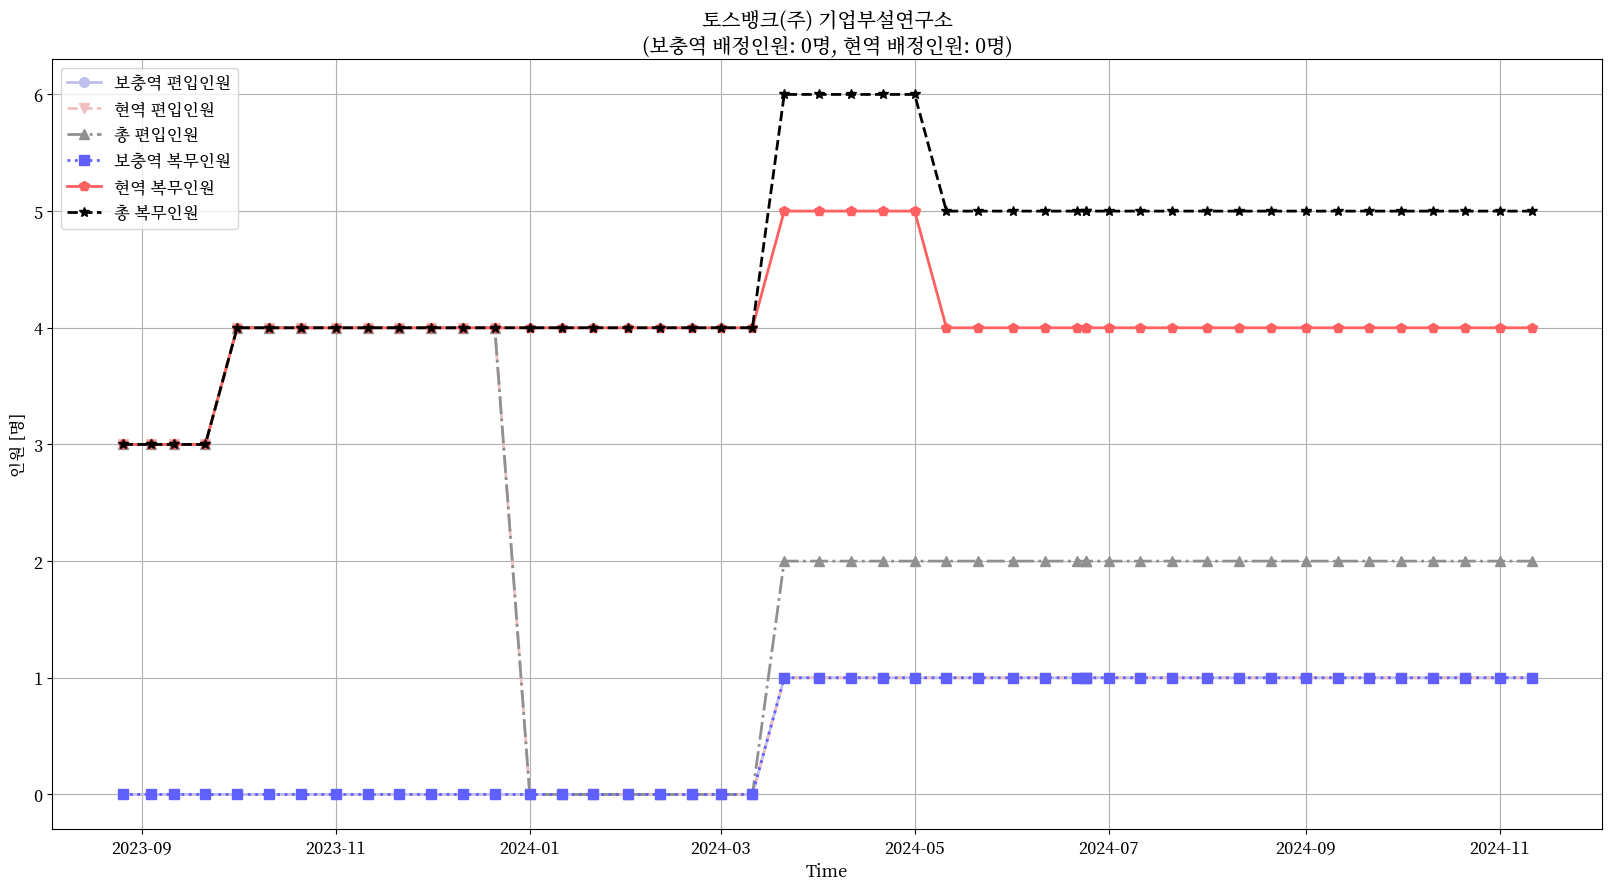 토스뱅크(주) 기업부설연구소
(보충역 배정인원: 0명, 현역 배정인원: 0명)
보충역 편입인원
현역 편입인원
총 편입인원
보충역 복무인원
현역 복무인원
총 복무인원
6
5
4
3
2
1
0
인원 [명]
2023-09
2023-11
2024-01
2024-03
2024-05
2024-07
2024-09
2024-11
Time